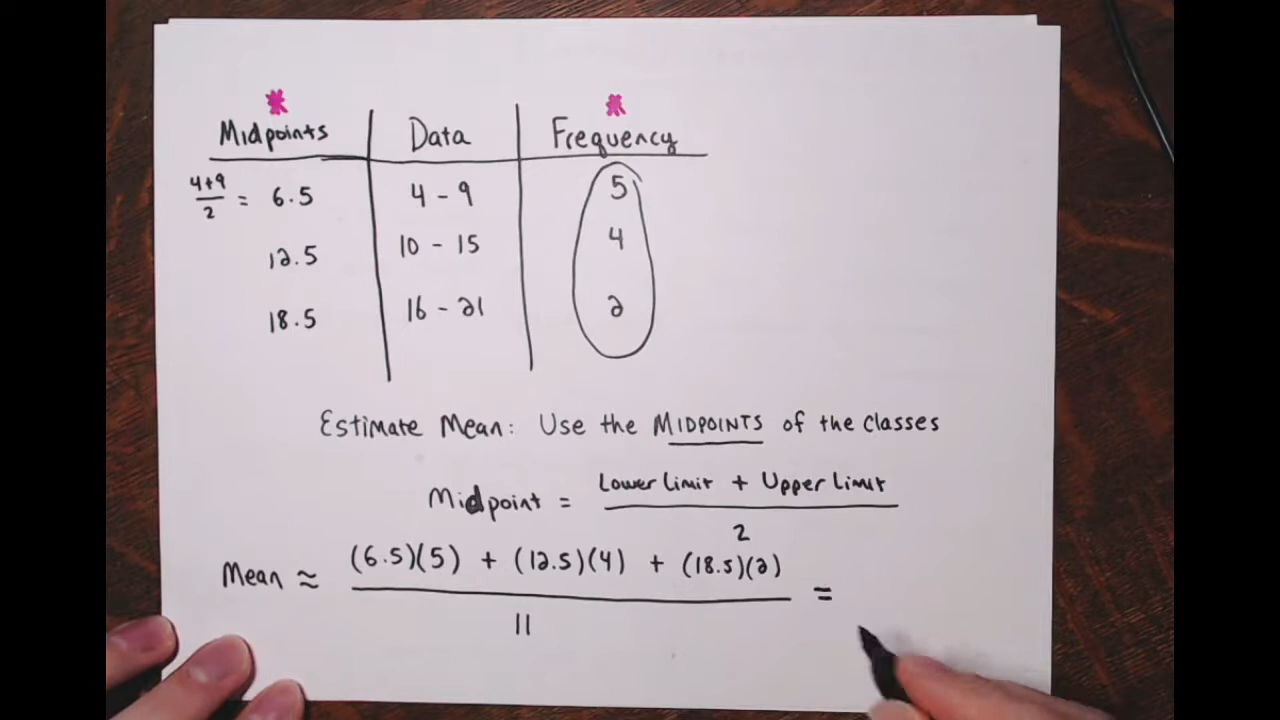 Midpoints Data Frequency
4+9/2 = 6.5 4 - 9 5
12.5 10 - 15 4
18.5 16 - 21 2
Estimate Mean: Use the MIDPOINTS of the classes
Midpoint = Lower Limit + Upper Limit / 2
Mean ≈ (6.5)(5) + (12.5)(4) + (18.5)(2) / 11 =